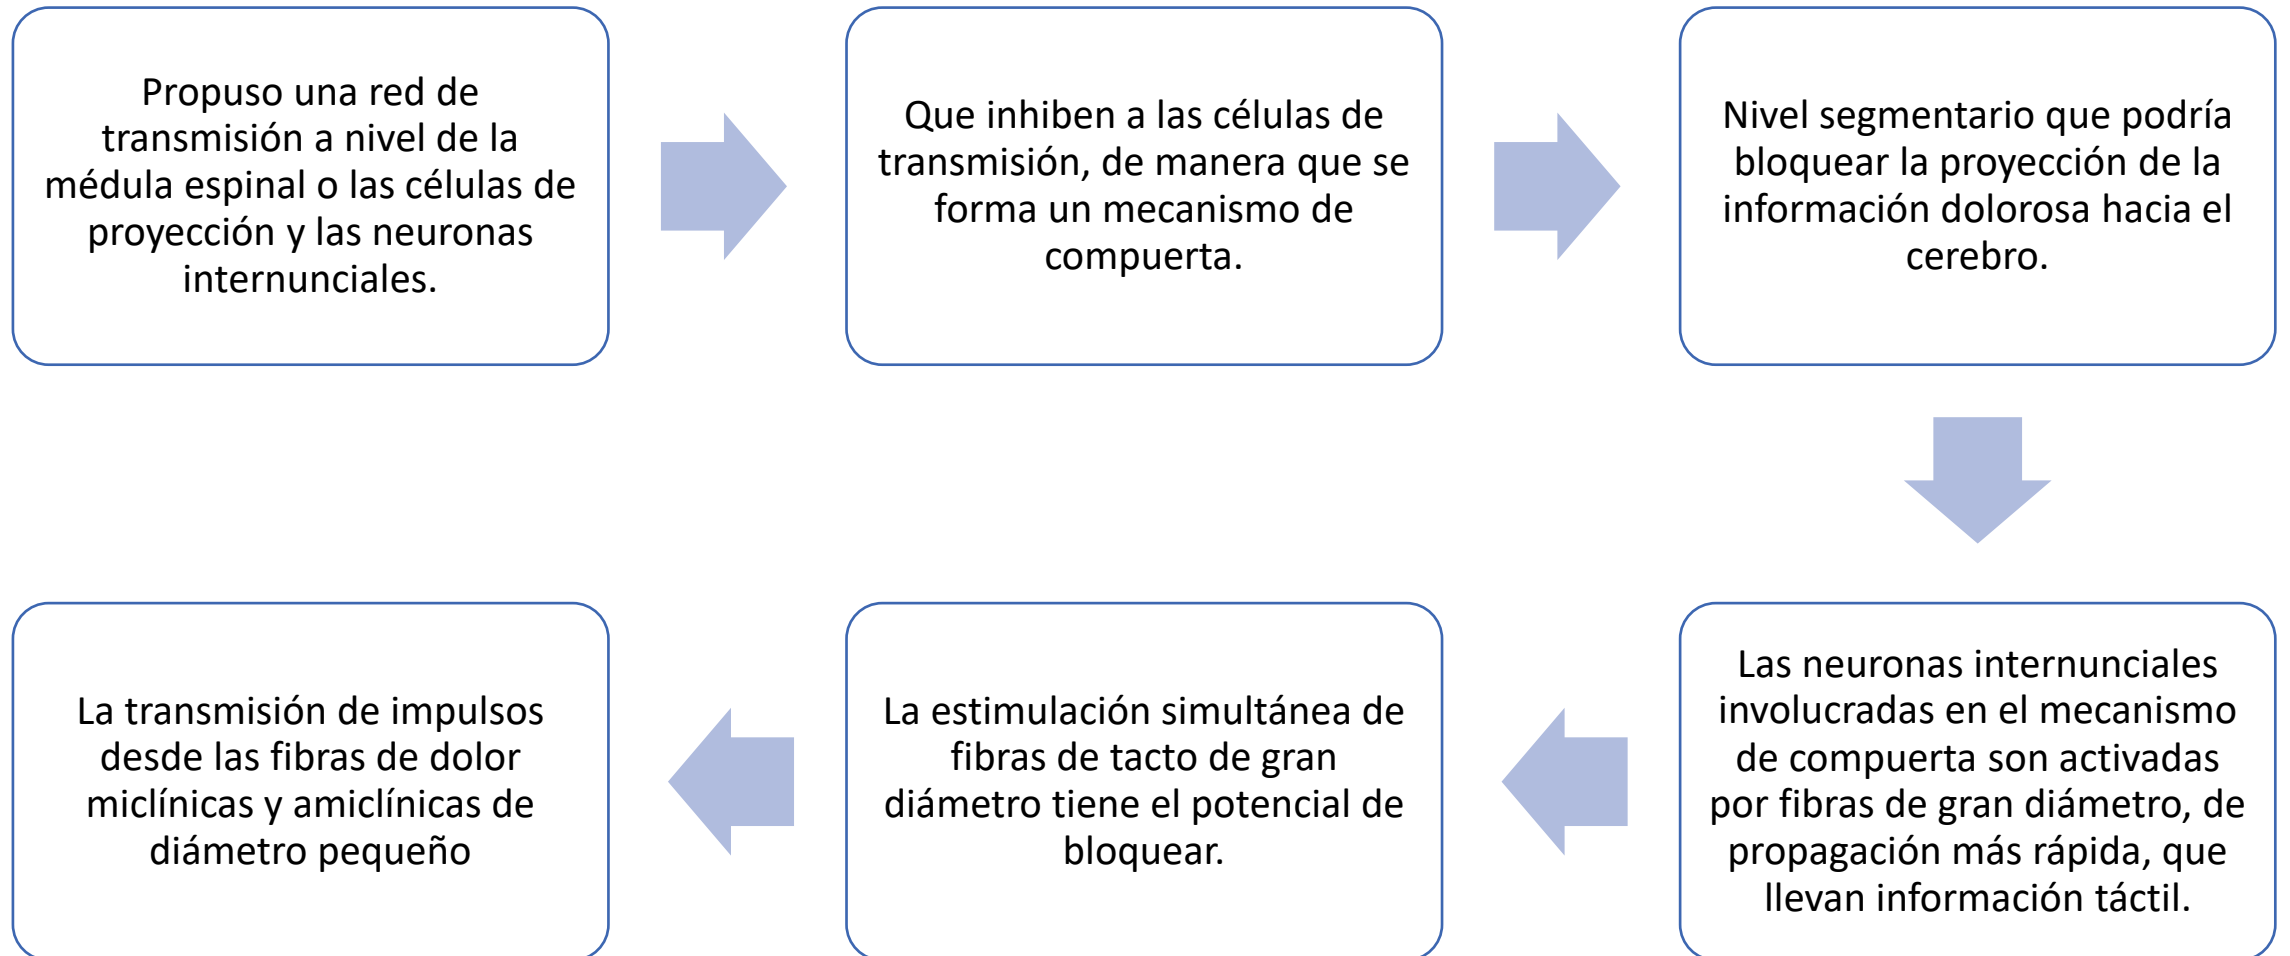 Propuso una red de
transmisión a nivel de la
médula espinal o las células de
proyección y las neuronas
internunciales.
Que inhiben a las células de
transmisión, de manera que se
forma un mecanismo de
compuerta.
Nivel segmentario que podría
bloquear la proyección de la
información dolorosa hacia el
cerebro.
Las neuronas internunciales
involucradas en el mecanismo
de compuerta son activadas
por fibras de gran diámetro, de
propagación más rápida, que
llevan información táctil.
La estimulación simultánea de
fibras de tacto de gran
diámetro tiene el potencial de
bloquear.
La transmisión de impulsos
desde las fibras de dolor
miclínicas y amiclínicas de
diámetro pequeño